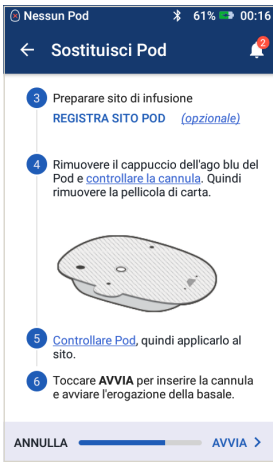 Nessun Pod 61% 00:16
Sostituisci Pod 2
3 Preparare sito di infusione
REGISTRA SITO POD (opzionale)
4 Rimuovere il cappuccio dell'ago blu del
Pod e controllare la cannula. Quindi
rimuovere la pellicola di carta.
5 Controllare Pod, quindi applicarlo al
sito.
6 Toccare AVVIA per inserire la cannula
e avviare l'erogazione della basale.
ANNULLA AVVIA